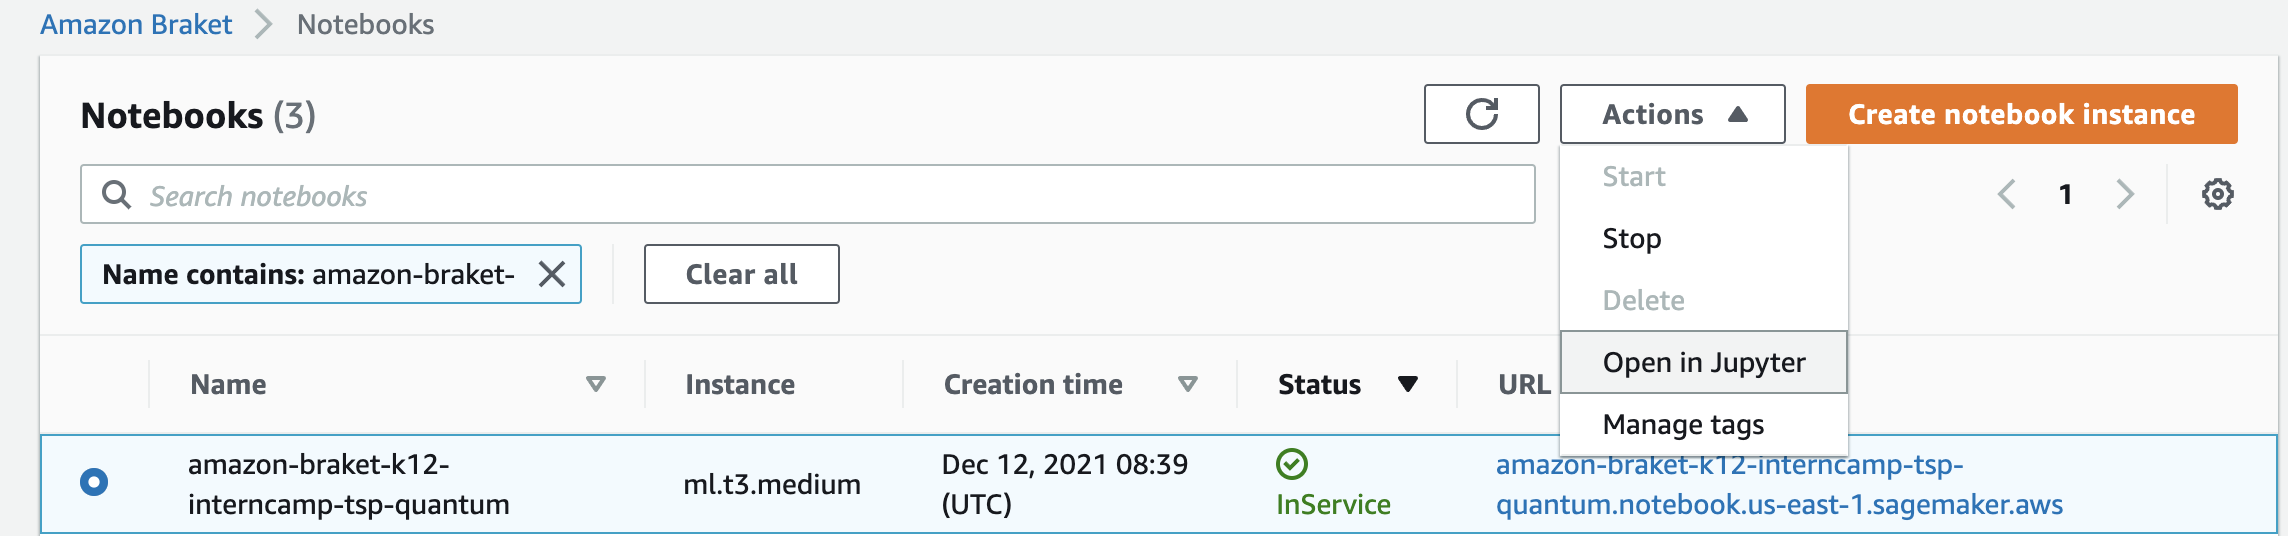 Amazon Braket > Notebooks
Notebooks (3)
Actions
Create notebook instance
Search notebooks
1
Name contains: amazon-braket-
Clear all
Start
Stop
Delete
Open in Jupyter
Manage tags
Name
Instance
Creation time
Status
URL
amazon-braket-k12-
interncamp-tsp-quantum
ml.t3.medium
Dec 12, 2021 08:39
(UTC)
InService
amazon-braket-k12-interncamp-tsp-
quantum.notebook.us-east-1.sagemaker.aws